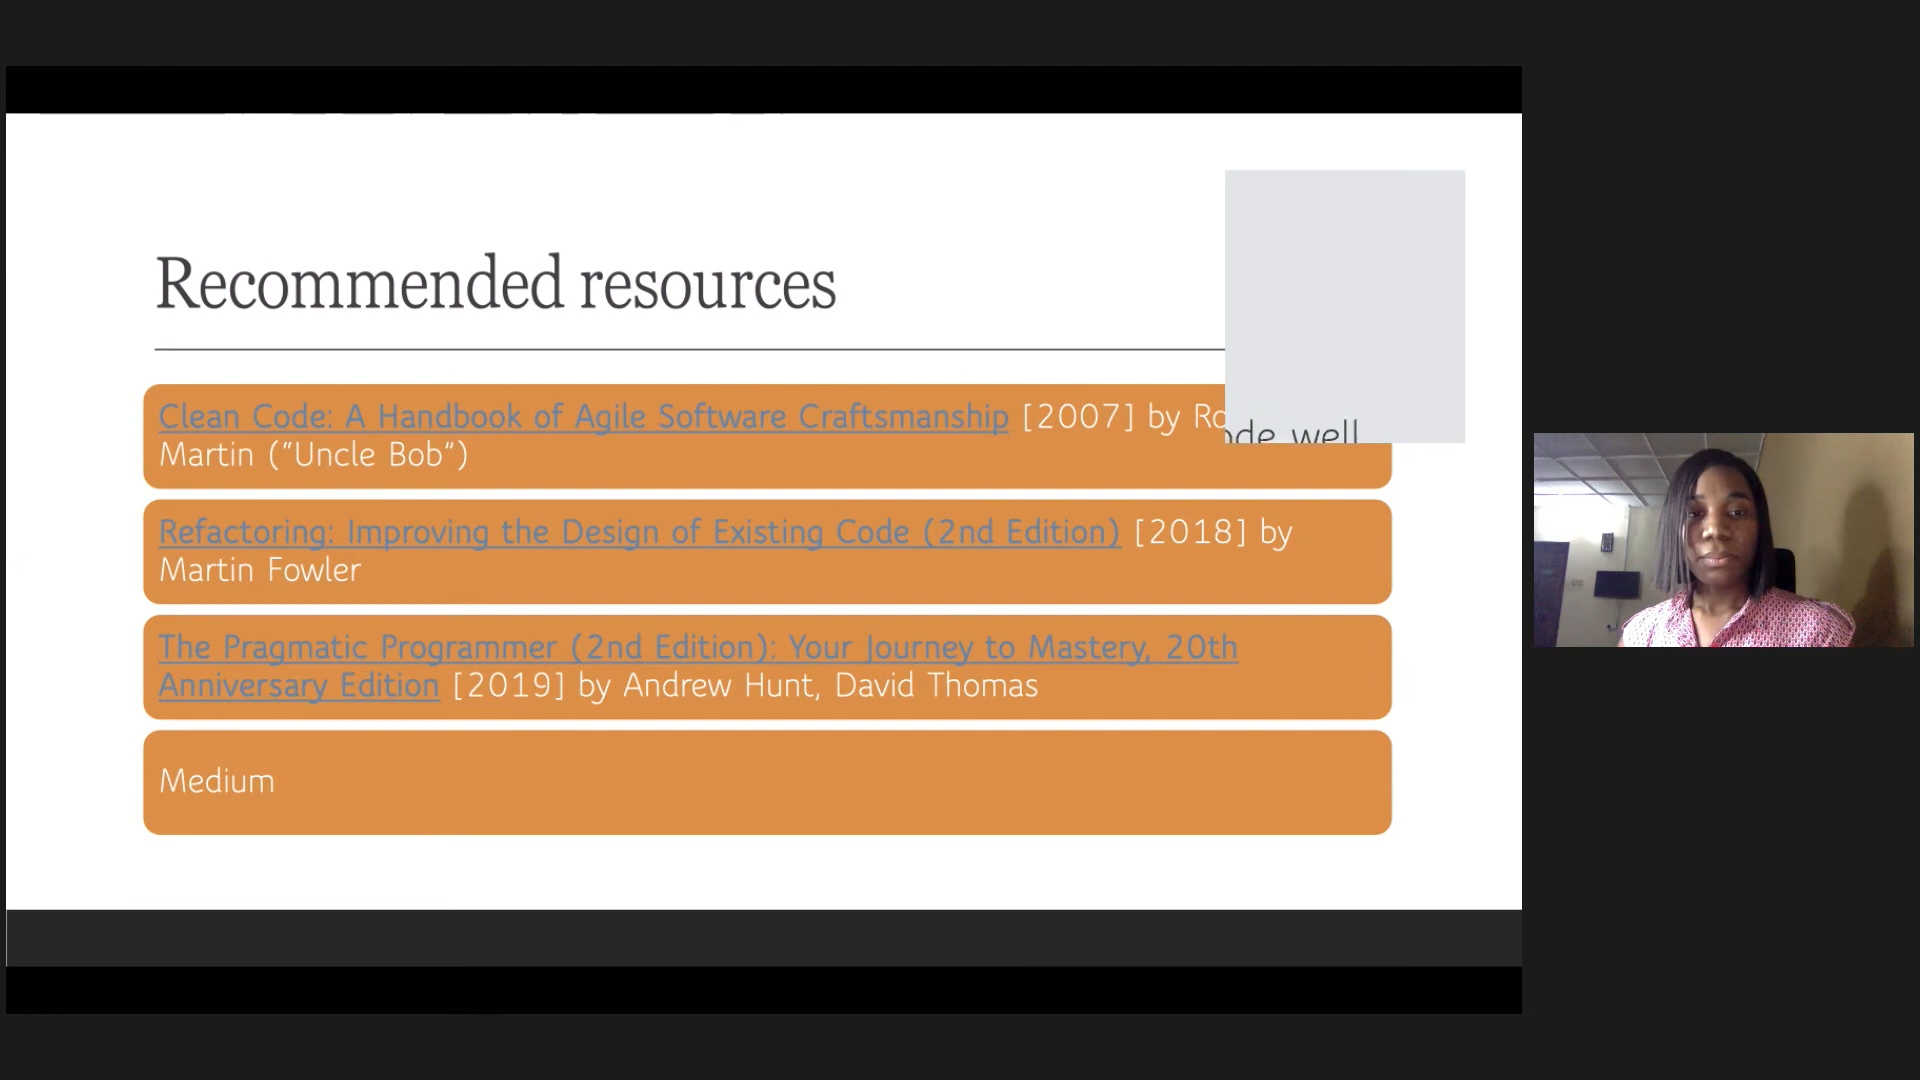 Recommended resources
Clean Code: A Handbook of Agile Software Craftsmanship [2007] by
Martin (“Uncle Bob”)
well
Refactoring: Improving the Design of Existing Code (2nd Edition) [2018] by
Martin Fowler
The Pragmatic Programmer (2nd Edition): Your Journey to Mastery, 20th
Anniversary Edition [2019] by Andrew Hunt, David Thomas
Medium